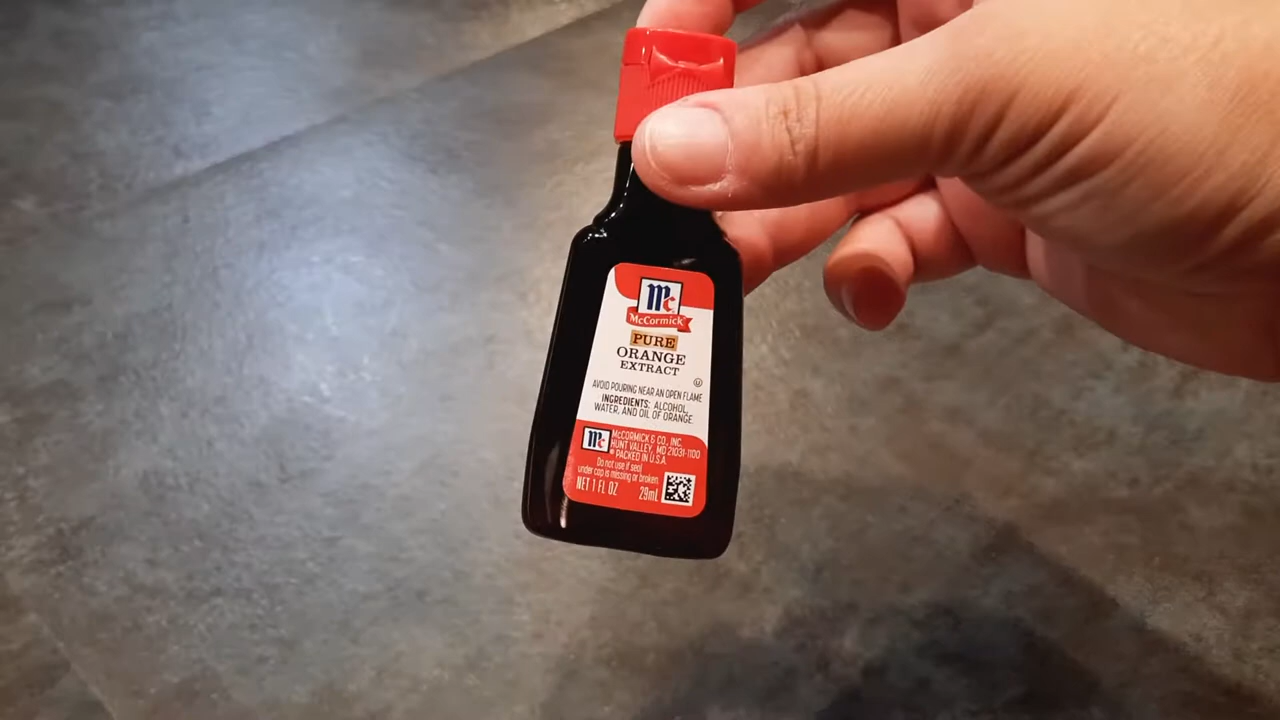 Mc
McCormick
PURE
ORANGE
EXTRACT
U
AVOID POURING NEAR AN OPEN FLAME
INGREDIENTS: ALCOHOL,
WATER, AND OIL OF ORANGE.
Mc
McCORMICK & CO., INC.
HUNT VALLEY, MD 21031-1100
® PACKED IN U.S.A.
Do not use if seal
under cap is missing or broken.
NET 1 FL OZ 29mL